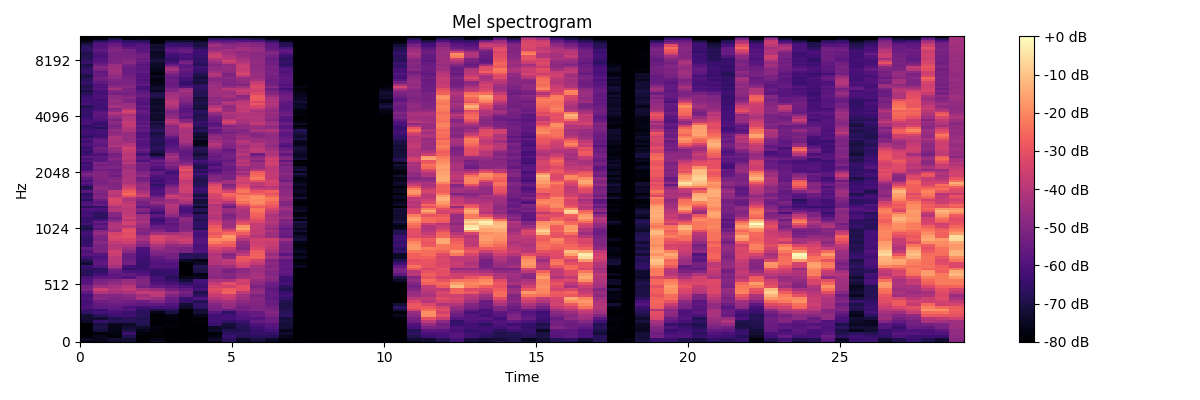 Mel spectrogram
8192
4096
2048
1024
512
0
Hz
0 5 10 15 20 25
Time
+0 dB
-10 dB
-20 dB
-30 dB
-40 dB
-50 dB
-60 dB
-70 dB
-80 dB